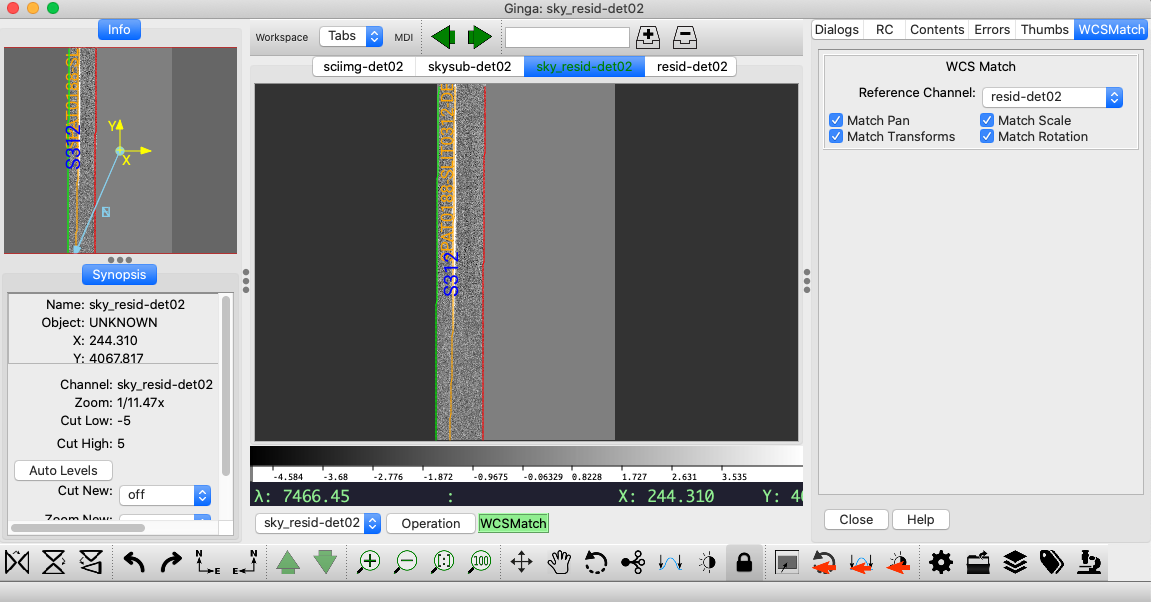 Ginga: sky_resid-det02
Info
S312
Y
X
N
Synopsis
Name: sky_resid-det02
Object: UNKNOWN
X: 244.310
Y: 4067.817
Channel: sky_resid-det02
Zoom: 1/11.47x
Cut Low: -5
Cut High: 5
Auto Levels
Cut New: off
Zoom New:
Workspace Tabs MDI
sciimg-det02 skysub-det02 sky_resid-det02 resid-det02
S312
-4.584 -3.68 -2.776 -1.872 -0.9675 -0.06329 0.8228 1.727 2.631 3.535
λ: 7466.45 : X: 244.310 Y: 40
sky_resid-det02 Operation WCSMatch
Dialogs RC Contents Errors Thumbs WCSMatch
WCS Match
Reference Channel: resid-det02
Match Pan Match Scale
Match Transforms Match Rotation
Close Help
N E N E 100